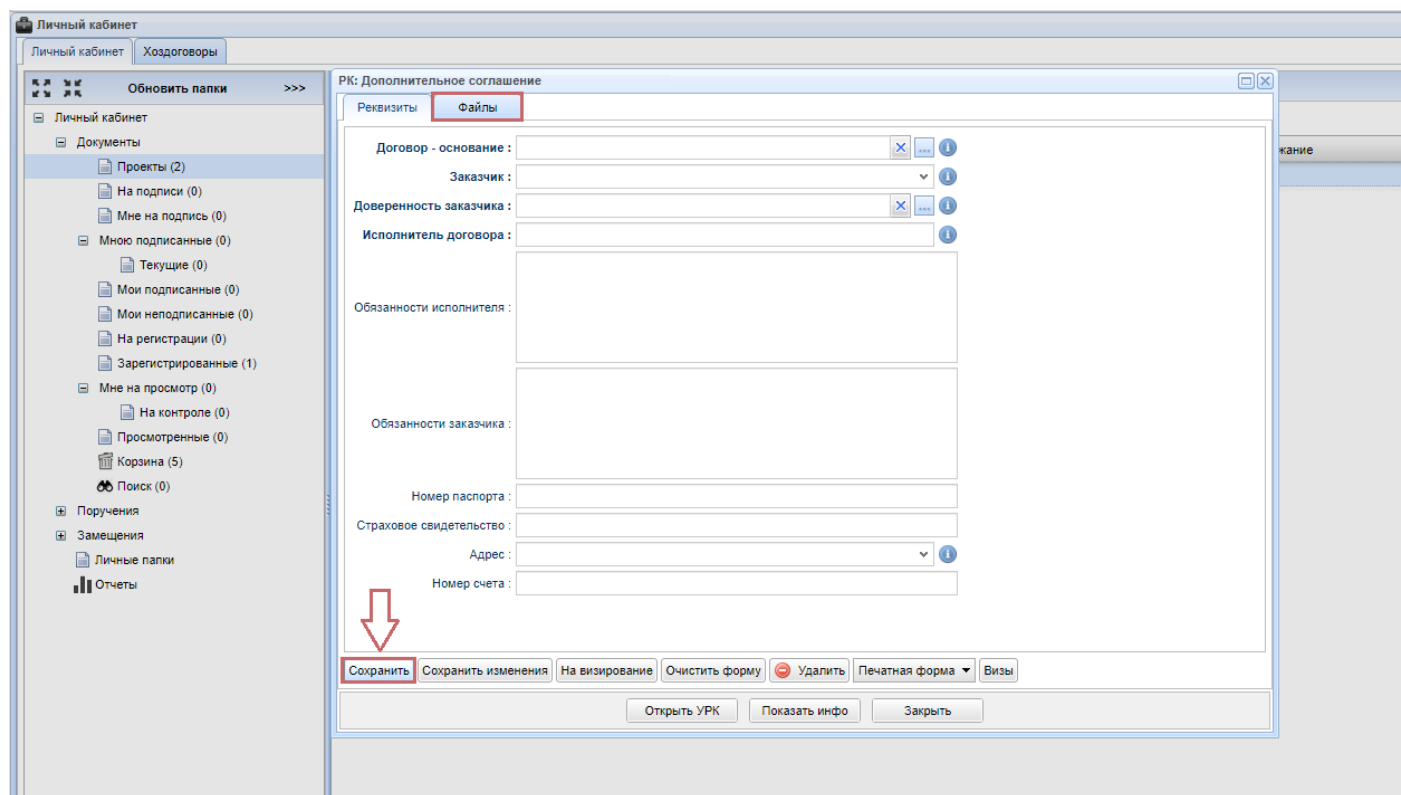 Личный кабинет
Личный кабинет Хоздоговоры
Обновить папки >>>
Личный кабинет
Документы
Проекты (2)
На подписи (0)
Мне на подпись (0)
Мною подписанные (0)
Текущие (0)
Мои подписанные (0)
Мои неподписанные (0)
На регистрации (0)
Зарегистрированные (1)
Мне на просмотр (0)
На контроле (0)
Просмотренные (0)
Корзина (5)
Поиск (0)
Поручения
Замещения
Личные папки
Отчеты
РК: Дополнительное соглашение
Реквизиты Файлы
Договор - основание :
Заказчик :
Доверенность заказчика :
Исполнитель договора :
Обязанности исполнителя :
Обязанности заказчика :
Номер паспорта :
Страховое свидетельство :
Адрес :
Номер счета :
Сохранить Сохранить изменения На визирование Очистить форму Удалить Печатная форма Визы
Открыть УРК Показать инфо Закрыть
жание